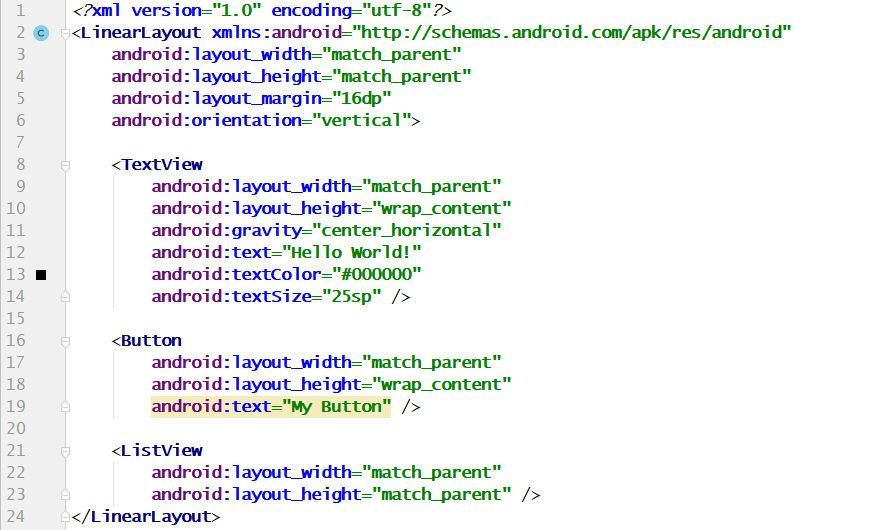 1 <?xml version="1.0" encoding="utf-8"?>
2 C <LinearLayout xmlns:android="http://schemas.android.com/apk/res/android"
3     android:layout_width="match_parent"
4     android:layout_height="match_parent"
5     android:layout_margin="16dp"
6     android:orientation="vertical">
7
8     <TextView
9         android:layout_width="match_parent"
10         android:layout_height="wrap_content"
11         android:gravity="center_horizontal"
12         android:text="Hello World!"
13         android:textColor="#000000"
14         android:textSize="25sp" />
15
16     <Button
17         android:layout_width="match_parent"
18         android:layout_height="wrap_content"
19         android:text="My Button" />
20
21     <ListView
22         android:layout_width="match_parent"
23         android:layout_height="match_parent" />
24 </LinearLayout>